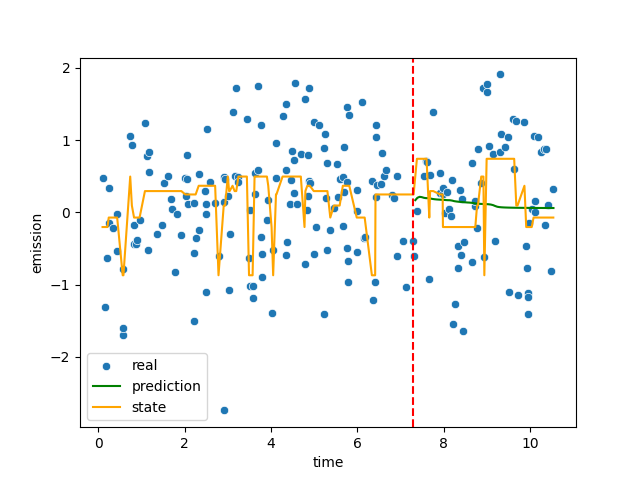 2
1
0
−1
−2
emission
real
prediction
state
0 2 4 6 8 10
time